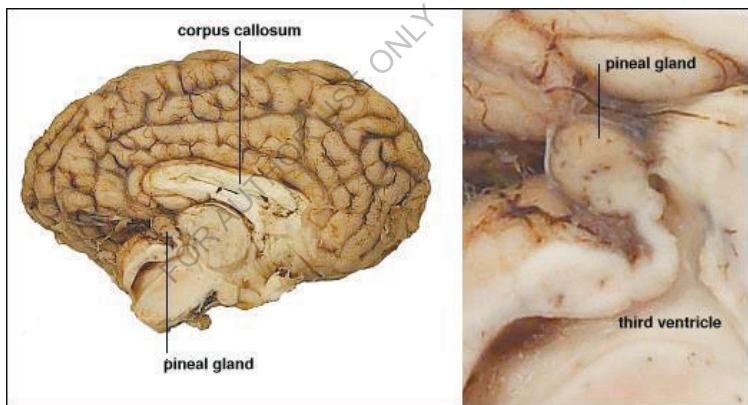 corpus callosum
pineal gland
FOR AUTHOR USE ONLY
pineal gland
third ventricle